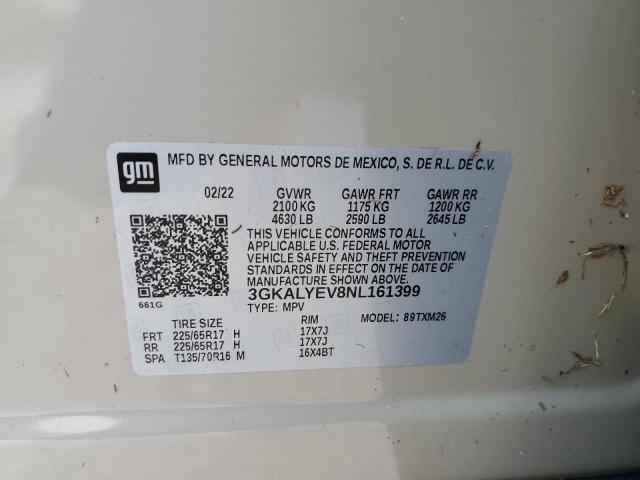 gm
MFD BY GENERAL MOTORS DE MEXICO, S. DE R.L. DE C.V.
02/22 GVWR GAWR FRT GAWR RR
2100 KG 1175 KG 1200 KG
4630 LB 2590 LB 2645 LB
THIS VEHICLE CONFORMS TO ALL
APPLICABLE U.S. FEDERAL MOTOR
VEHICLE SAFETY AND THEFT PREVENTION
STANDARDS IN EFFECT ON THE DATE OF
MANUFACTURE SHOWN ABOVE.
661G
3GKALYEV8NL161399
TYPE: MPV MODEL: 89TXM26
TIRE SIZE RIM
FRT 225/65R17 H 17X7J
RR 225/65R17 H 17X7J
SPA T135/70R16 M 16X4BT